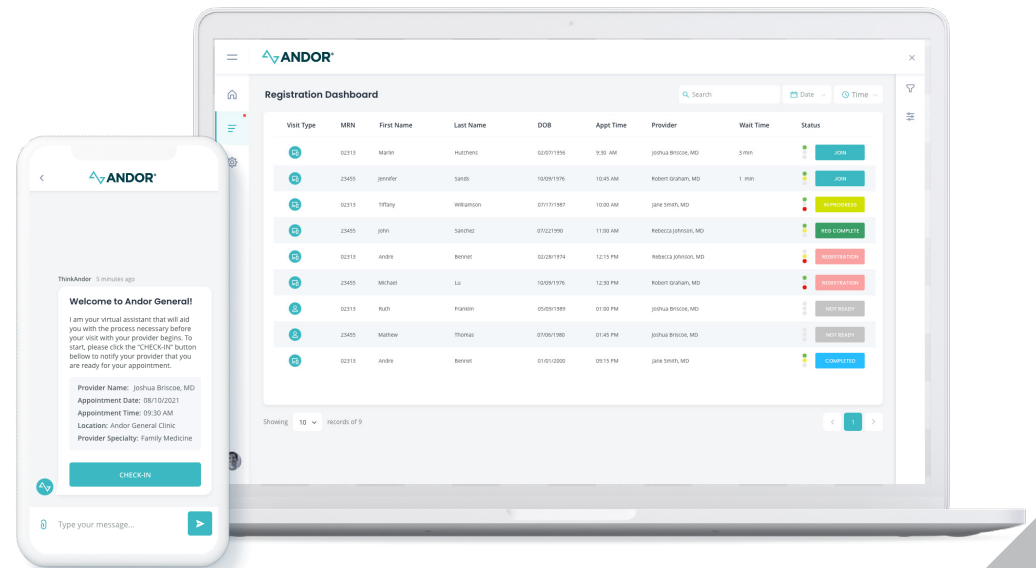 ANDOR®
Registration Dashboard
Search
Date
Time
Visit Type MRN First Name Last Name DOB Appt Time Provider Wait Time Status
02313 Marlin Hutchens 02/07/1956 9:30 AM Joshua Briscoe, MD 3 min JOIN
23455 Jennifer Sands 10/09/1976 10:45 AM Robert Graham, MD 1 min JOIN
02313 Tiffany Williamson 07/17/1987 10:00 AM Jane Smith, MD IN PROGRESS
23455 John Sanchez 07/221990 11:00 AM Rebecca Johnson, MD REG COMPLETE
02313 Andre Bennet 02/28/1974 12:15 PM Rebecca Johnson, MD REGISTRATION
23455 Michael Lu 10/09/1976 12:30 PM Robert Graham, MD REGISTRATION
02313 Ruth Franklin 05/09/1989 01:00 PM Joshua Briscoe, MD NOT READY
23455 Mathew Thomas 07/06/1980 01:45 PM Joshua Briscoe, MD NOT READY
02313 Andre Bennet 01/01/2000 09:15 PM Jane Smith, MD COMPLETED
Showing 10 records of 9
1
ANDOR®
ThinkAndor 5 minutes ago
Welcome to Andor General!
I am your virtual assistant that will aid
you with the process necessary before
your visit with your provider begins. To
start, please click the "CHECK-IN" button
bellow to notify your provider that you
are ready for your appointment.
Provider Name: Joshua Briscoe, MD
Appointment Date: 08/10/2021
Appointment Time: 09:30 AM
Location: Andor General Clinic
Provider Specialty: Family Medicine
CHECK-IN
Type your message...